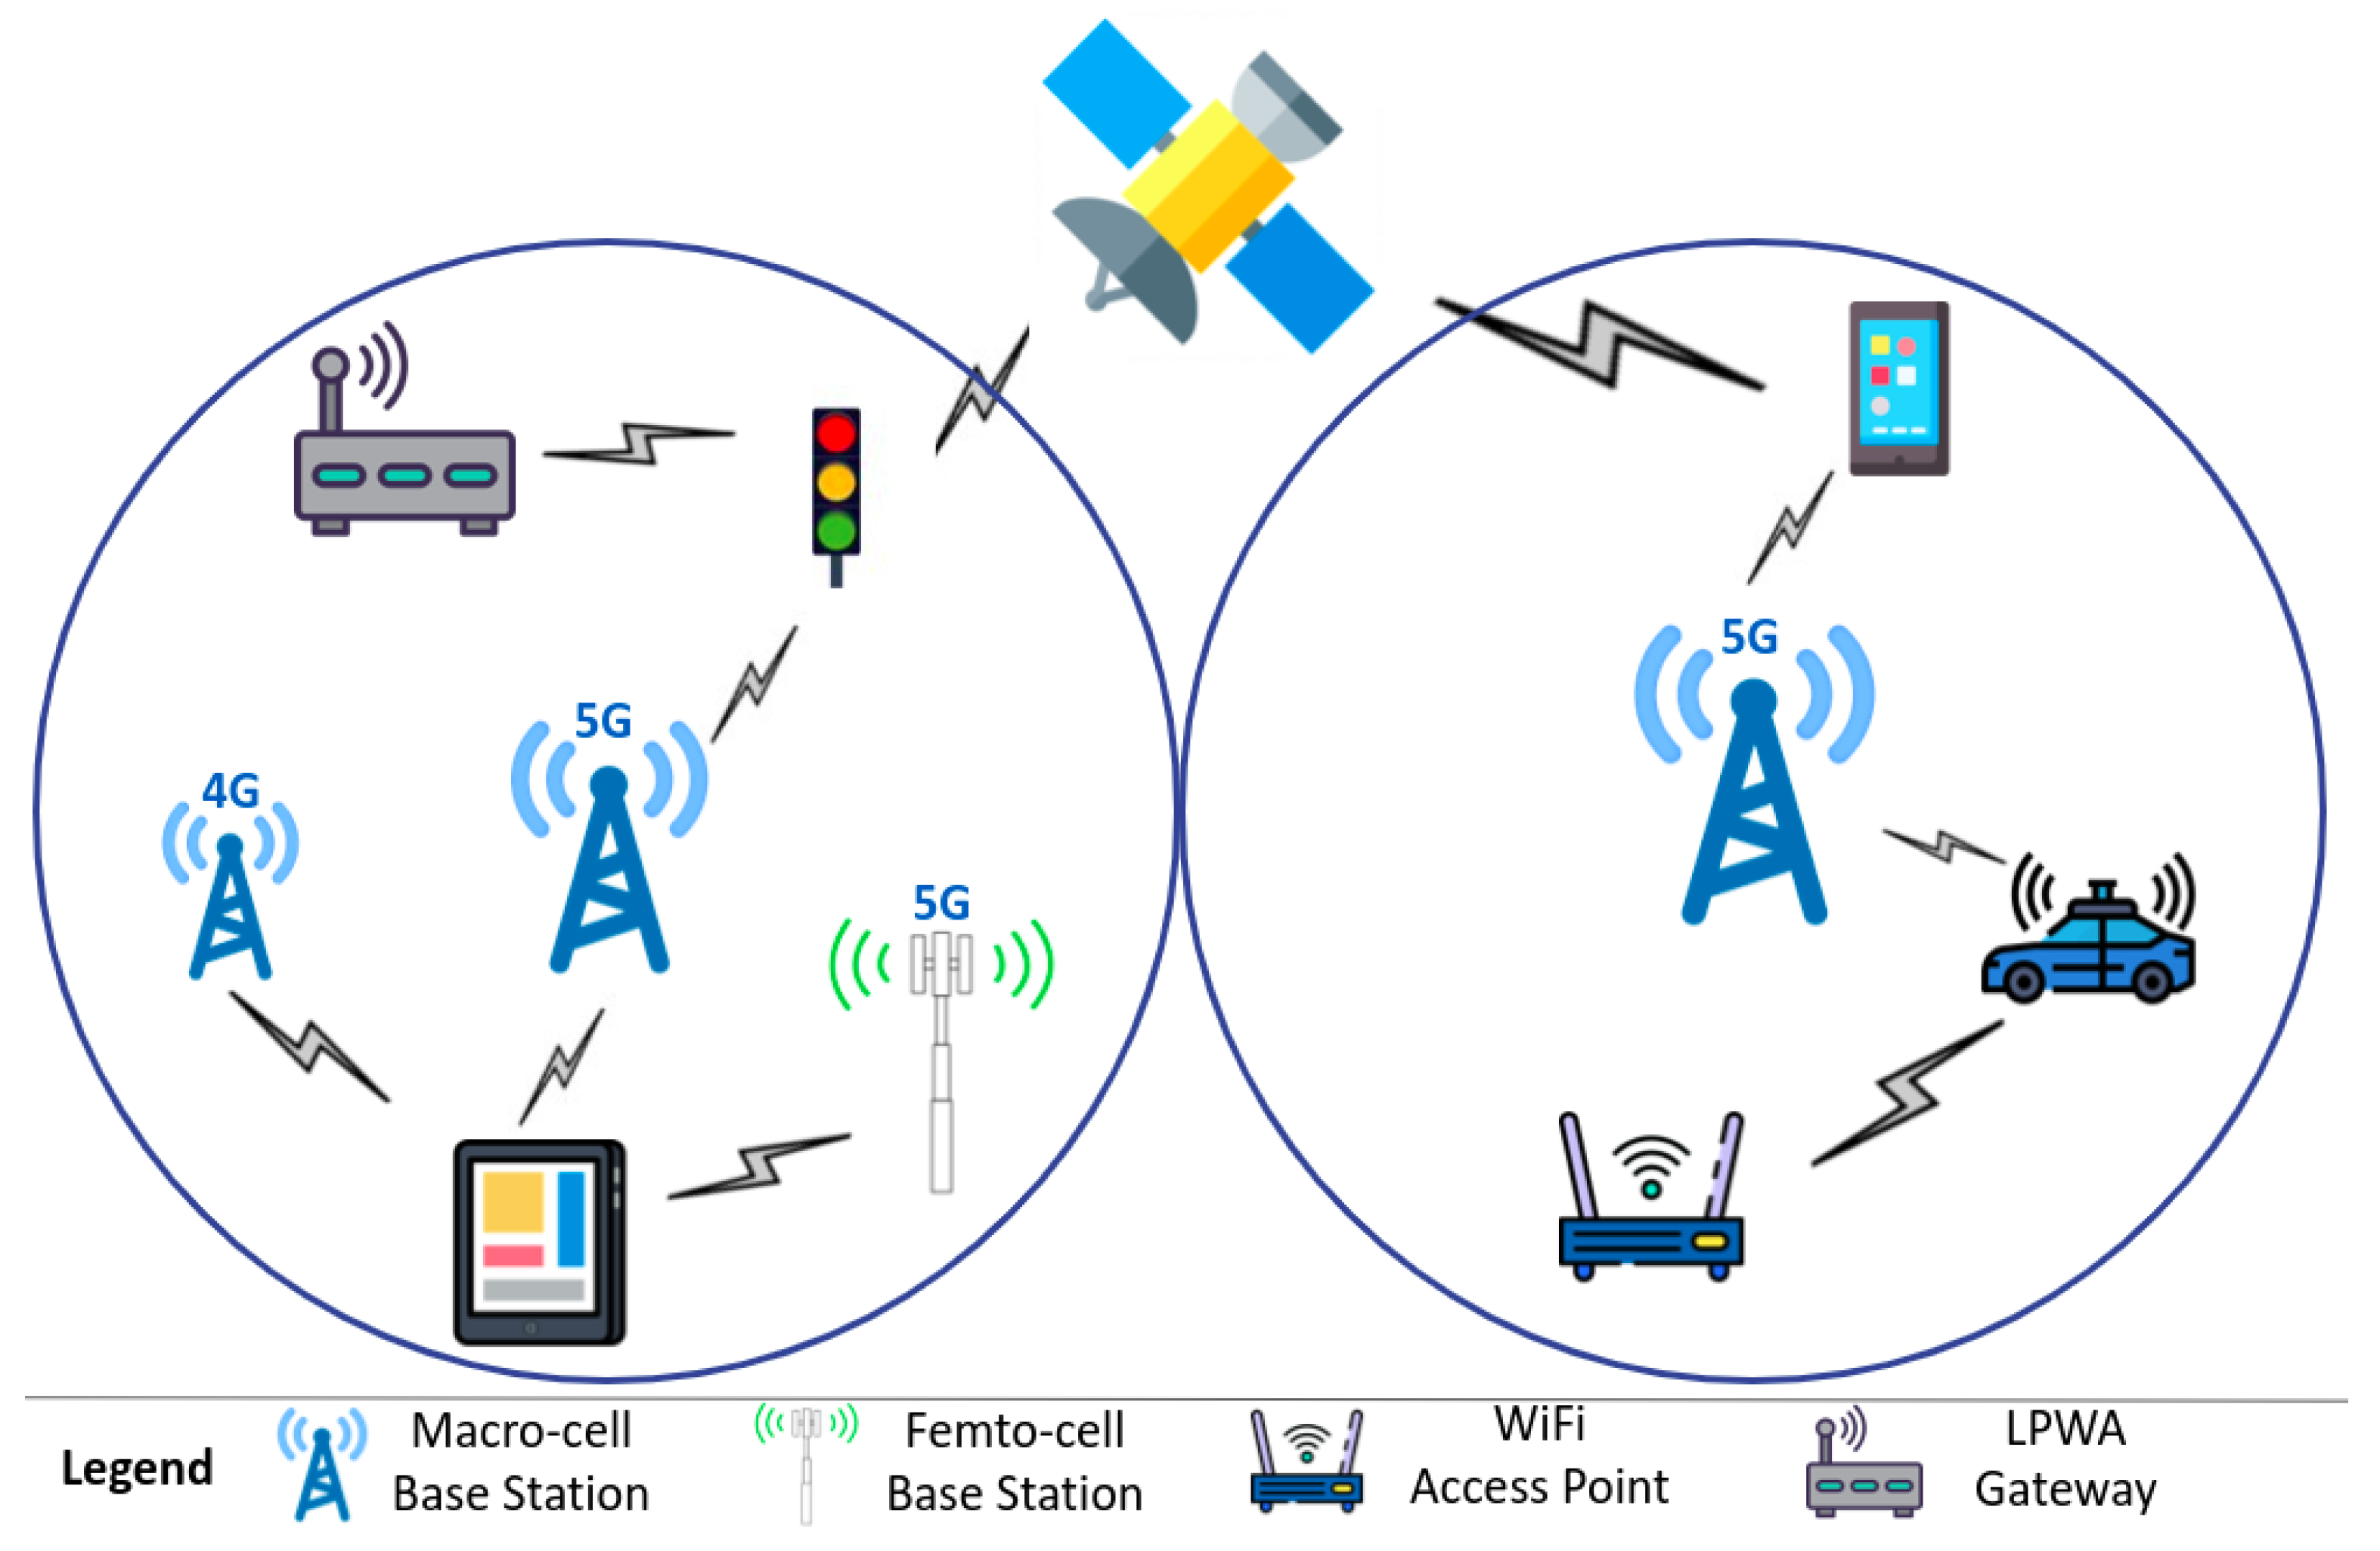 5G
5G
4G
5G
Legend
Macro-cell
Base Station
Femto-cell
Base Station
WiFi
Access Point
LPWA
Gateway